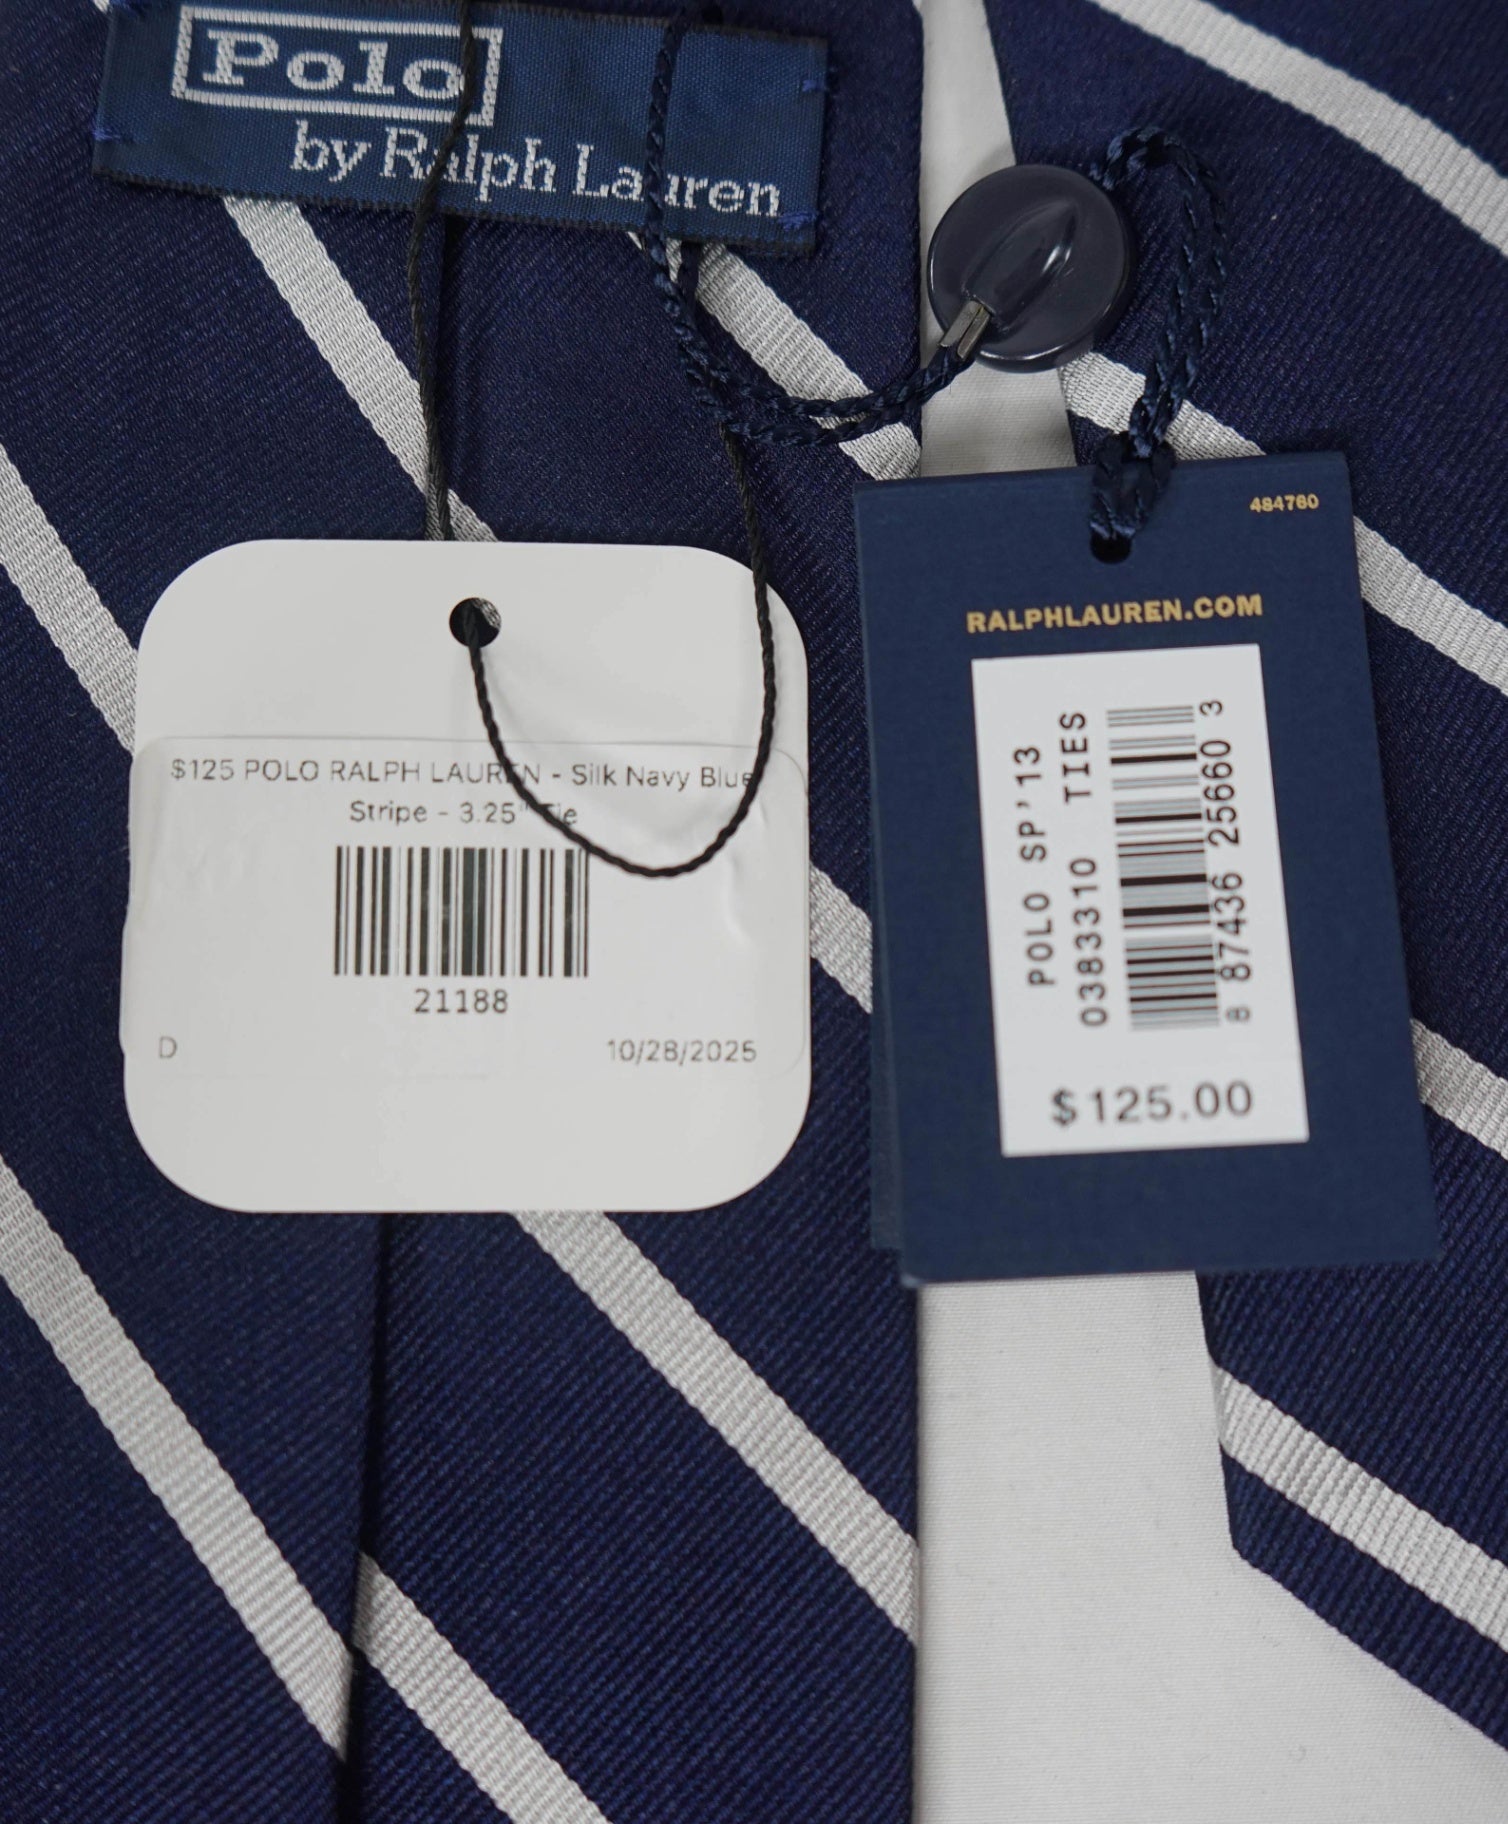 Polo
by Ralph Lauren
$125 POLO RALPH LAUREN - Silk Navy Blue
Stripe - 3.25" Tie
21188
D 10/28/2025
484760
RALPHLAUREN.COM
POLO SP'13
0383310 TIES
8 87436 25660 3
$125.00